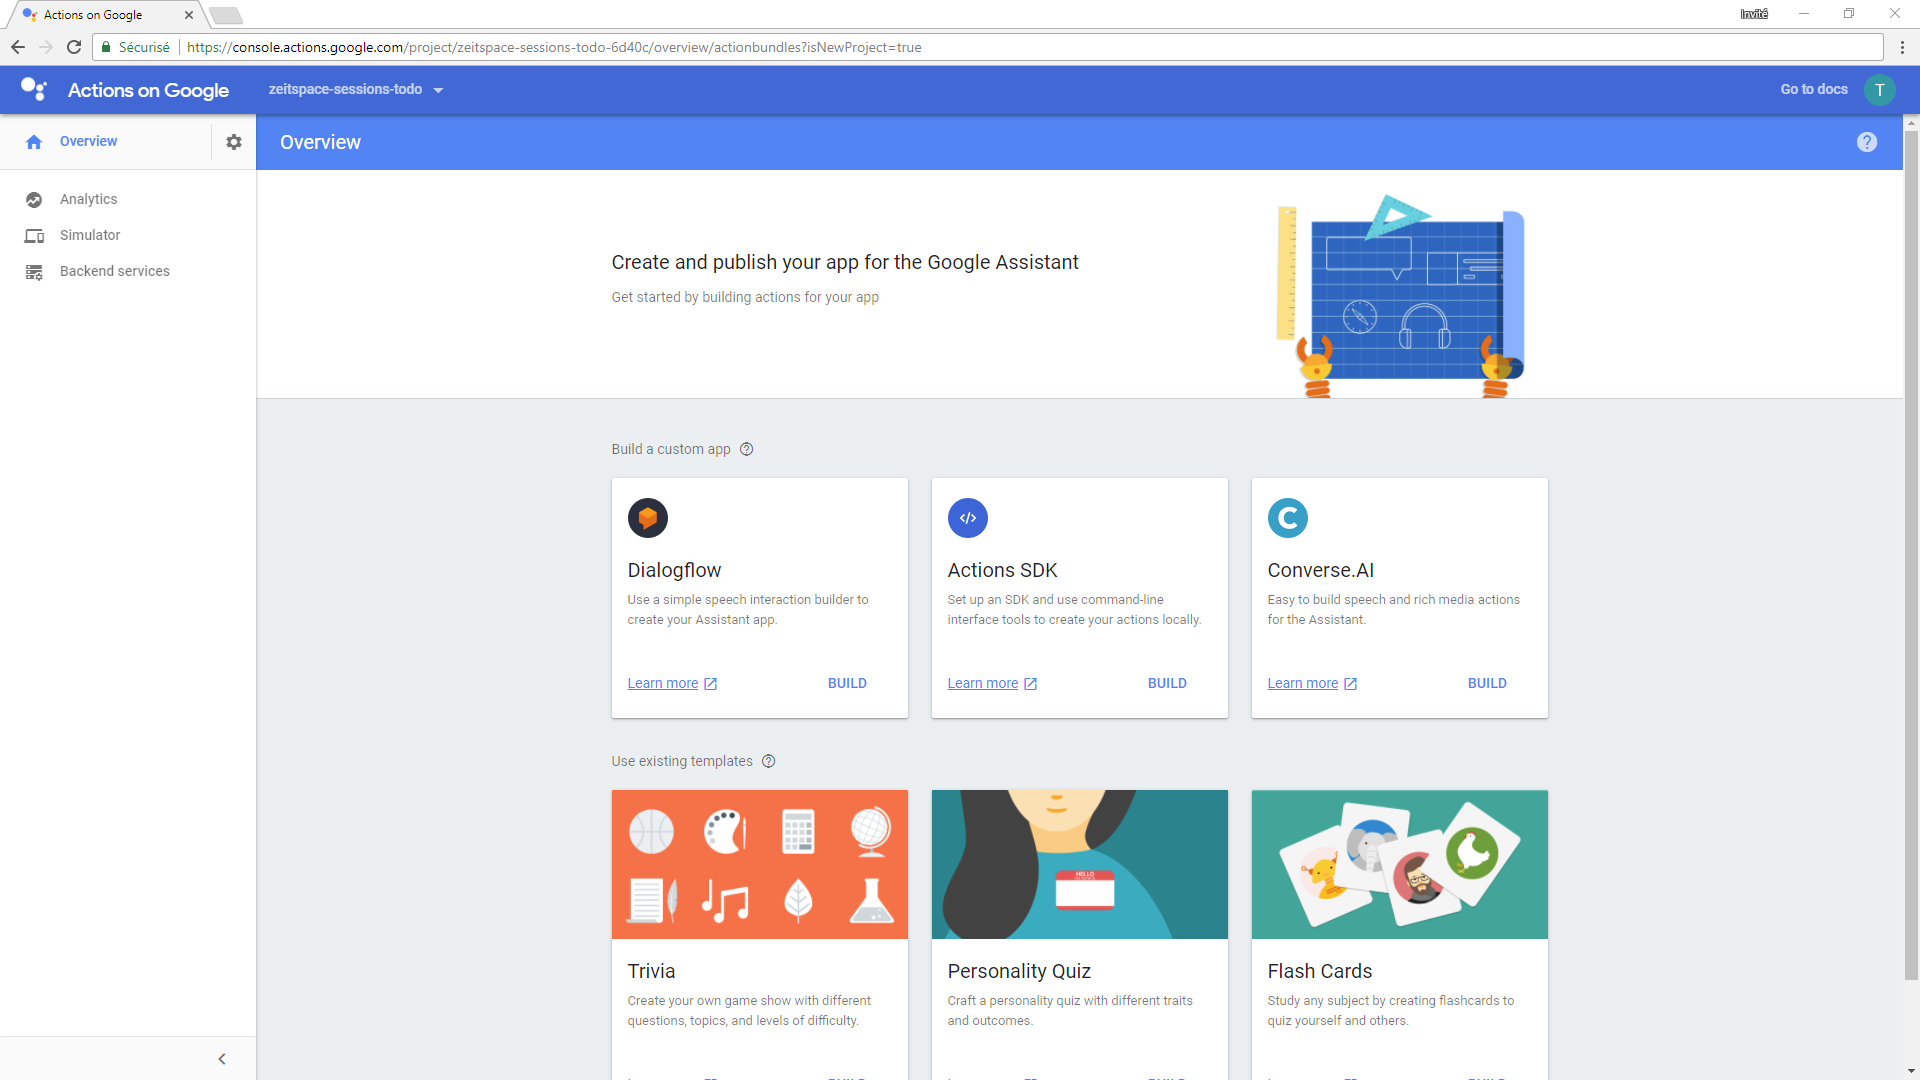 Actions on Google
Invité
Sécurisé
https://console.actions.google.com/project/zeitspace-sessions-todo-6d40c/overview/actionbundles?isNewProject=true
Actions on Google
zeitspace-sessions-todo
Go to docs
T
Overview
Overview
?
Analytics
Simulator
Backend services
Create and publish your app for the Google Assistant
Get started by building actions for your app
Build a custom app ?
</>
C
Dialogflow
Use a simple speech interaction builder to
create your Assistant app.
Learn more
BUILD
Actions SDK
Set up an SDK and use command-line
interface tools to create your actions locally.
Learn more
BUILD
Converse.AI
Easy to build speech and rich media actions
for the Assistant.
Learn more
BUILD
Use existing templates ?
HELLO
Trivia
Create your own game show with different
questions, topics, and levels of difficulty.
Personality Quiz
Craft a personality quiz with different traits
and outcomes.
Flash Cards
Study any subject by creating flashcards to
quiz yourself and others.